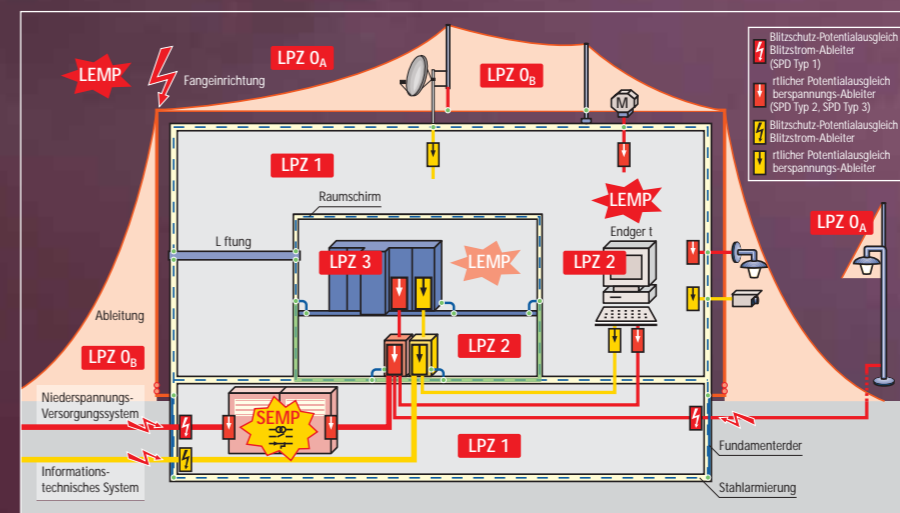 LEMP
Fangeinrichtung
LPZ 0A
LPZ 0B
M
Blitzschutz-Potentialausgleich
Blitzstrom-Ableiter
(SPD Typ 1)
rtlicher Potentialausgleich
berspannungs-Ableiter
(SPD Typ 2, SPD Typ 3)
Blitzschutz-Potentialausgleich
Blitzstrom-Ableiter
rtlicher Potentialausgleich
berspannungs-Ableiter
LPZ 1
Raumschirm
LEMP
LPZ 0A
L ftung
LPZ 3
LEMP
Endger t
LPZ 2
Ableitung
LPZ 0B
LPZ 2
Niederspannungs-
Versorgungssystem
SEMP
LPZ 1
Fundamenterder
Informations-
technisches System
Stahlarmierung